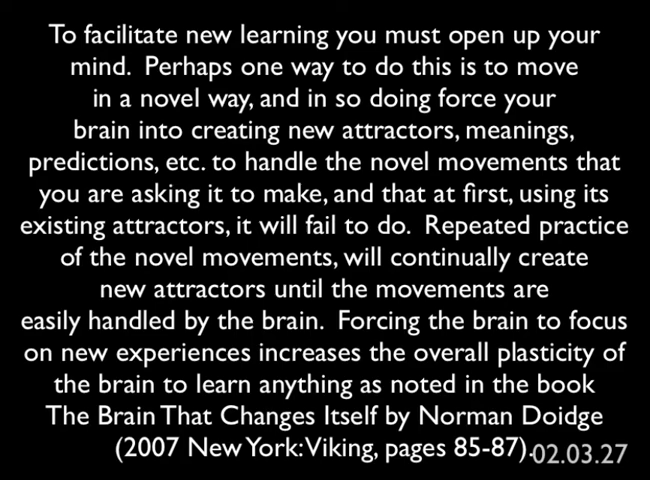 To facilitate new learning you must open up your
mind.  Perhaps one way to do this is to move
in a novel way, and in so doing force your
brain into creating new attractors, meanings,
predictions, etc. to handle the novel movements that
you are asking it to make, and that at first, using its
existing attractors, it will fail to do.  Repeated practice
of the novel movements, will continually create
new attractors until the movements are
easily handled by the brain.  Forcing the brain to focus
on new experiences increases the overall plasticity of
the brain to learn anything as noted in the book
The Brain That Changes Itself by Norman Doidge
(2007 New York: Viking, pages 85-87).
02.03.27